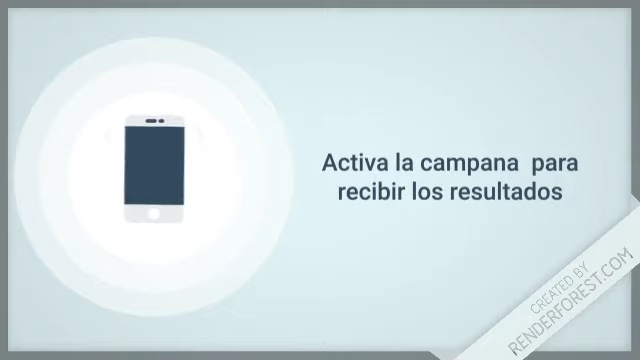 Activa la campana  para
recibir los resultados
CREATED BY
RENDERFOREST.COM